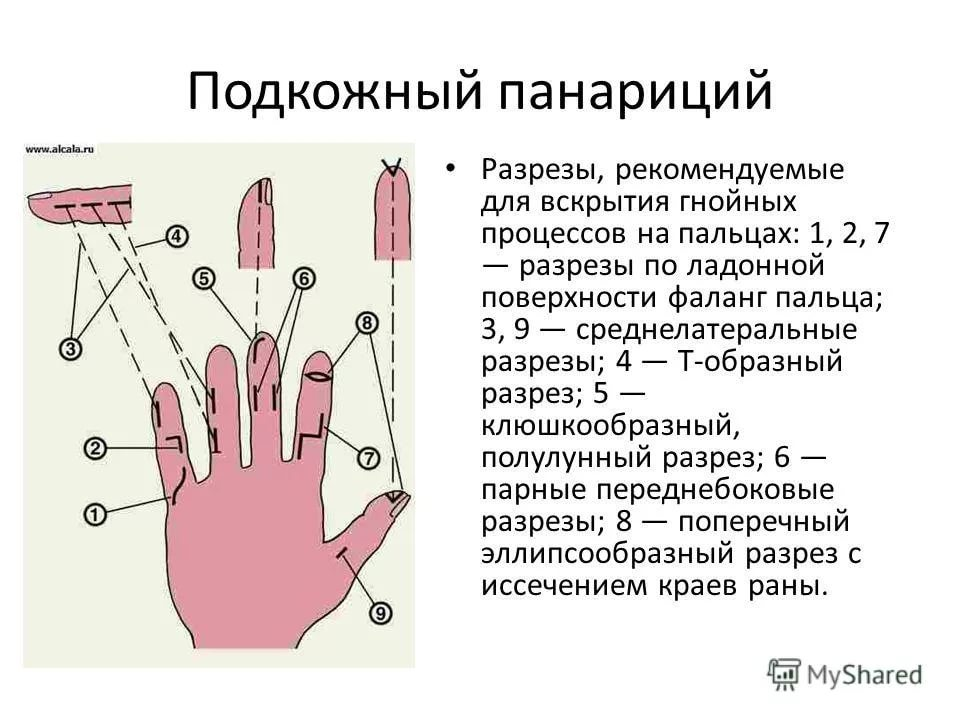 Подкожный панариций
www.alcala.ru
4
5
6
3
8
2
7
1
9
• Разрезы, рекомендуемые
для вскрытия гнойных
процессов на пальцах: 1, 2, 7
— разрезы по ладонной
поверхности фаланг пальца;
3, 9 — среднелатеральные
разрезы; 4 — Т-образный
разрез; 5 —
клюшкообразный,
полулунный разрез; 6 —
парные переднебоковые
разрезы; 8 — поперечный
эллипсообразный разрез с
иссечением краев раны.
MyShared